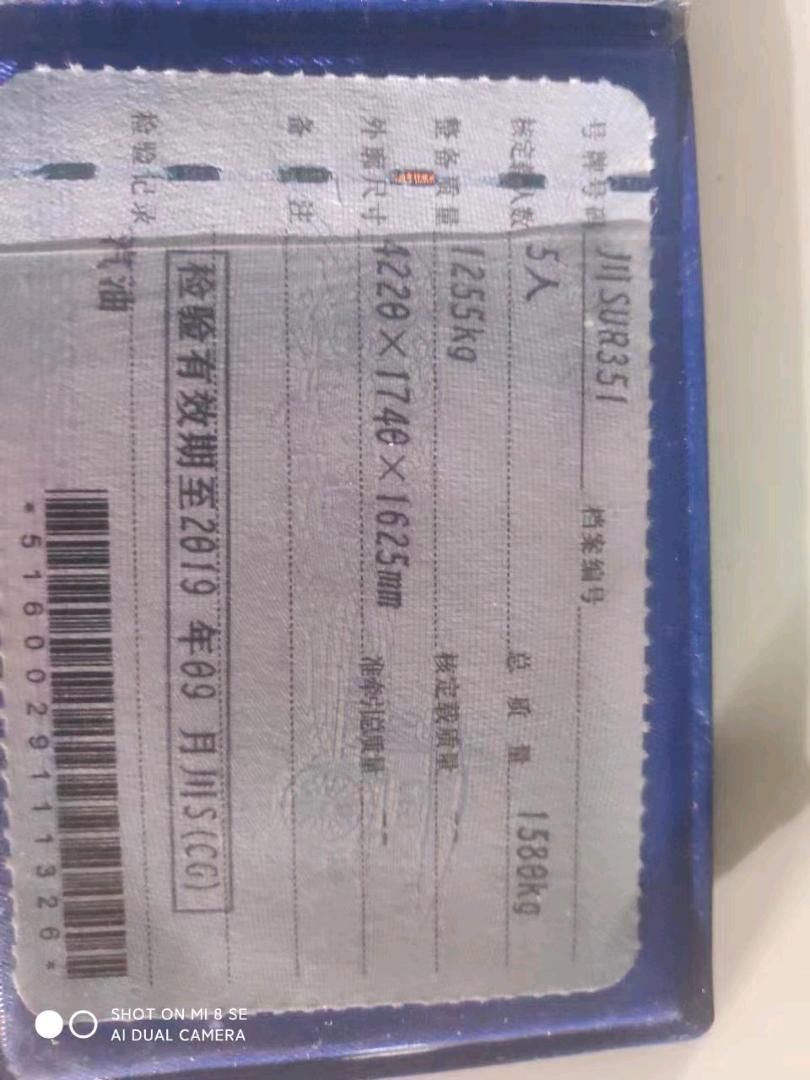 号牌号码 川SUR351 档案编号
核定载人数 5人 总质量 1580kg
整备质量 1255kg 核定载质量 --
外廓尺寸 4220×1740×1625mm 准牵引总质量 --
备注
检验有效期至2019年09月川S(CG)
检验记录 汽油
*5160029111326*
SHOT ON MI 8 SE
AI DUAL CAMERA